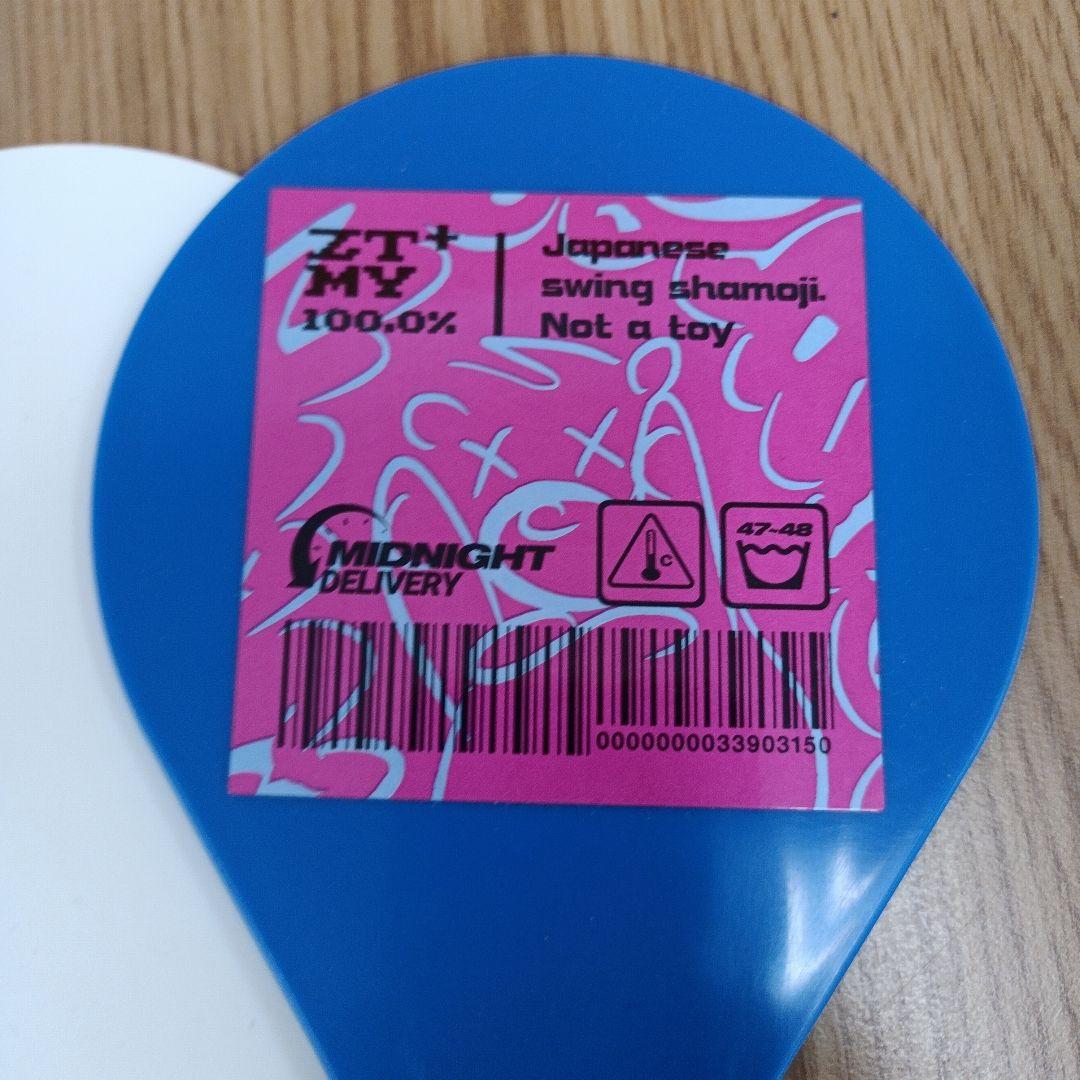 ZT+
MY
100.0%
Japanese
swing shamoji.
Not a toy
MIDNIGHT
DELIVERY
C
47~48
0000000033903150